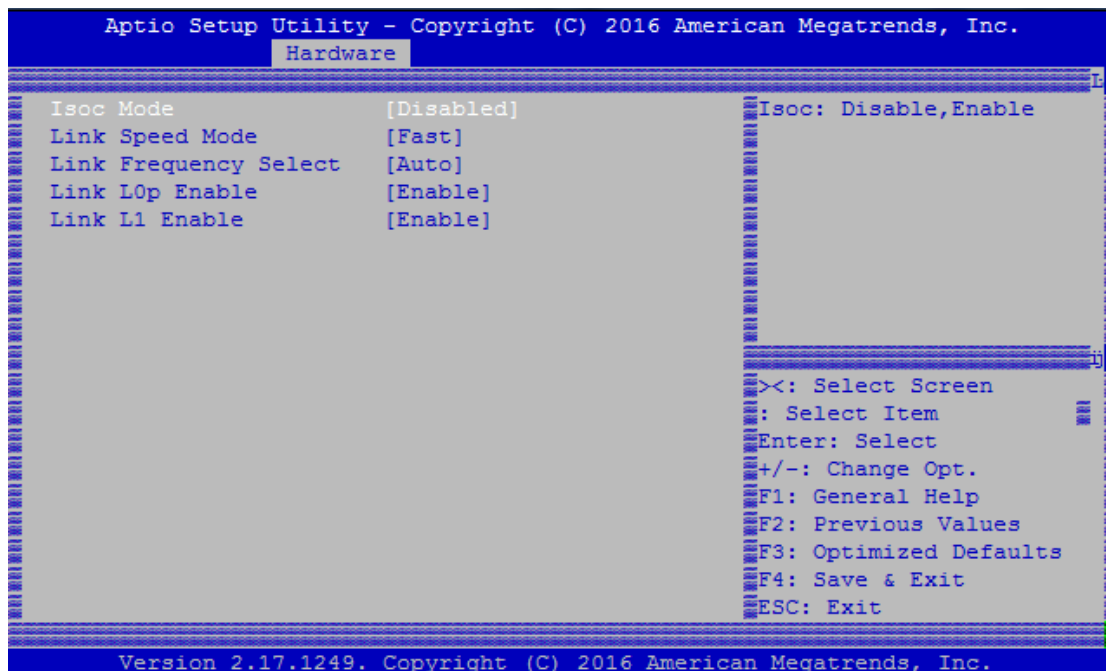 Aptio Setup Utility - Copyright (C) 2016 American Megatrends, Inc.
Hardware
Isoc Mode [Disabled]
Link Speed Mode [Fast]
Link Frequency Select [Auto]
Link L0p Enable [Enable]
Link L1 Enable [Enable]
Isoc: Disable,Enable
><: Select Screen
: Select Item
Enter: Select
+/-: Change Opt.
F1: General Help
F2: Previous Values
F3: Optimized Defaults
F4: Save & Exit
ESC: Exit
Version 2.17.1249. Copyright (C) 2016 American Megatrends, Inc.